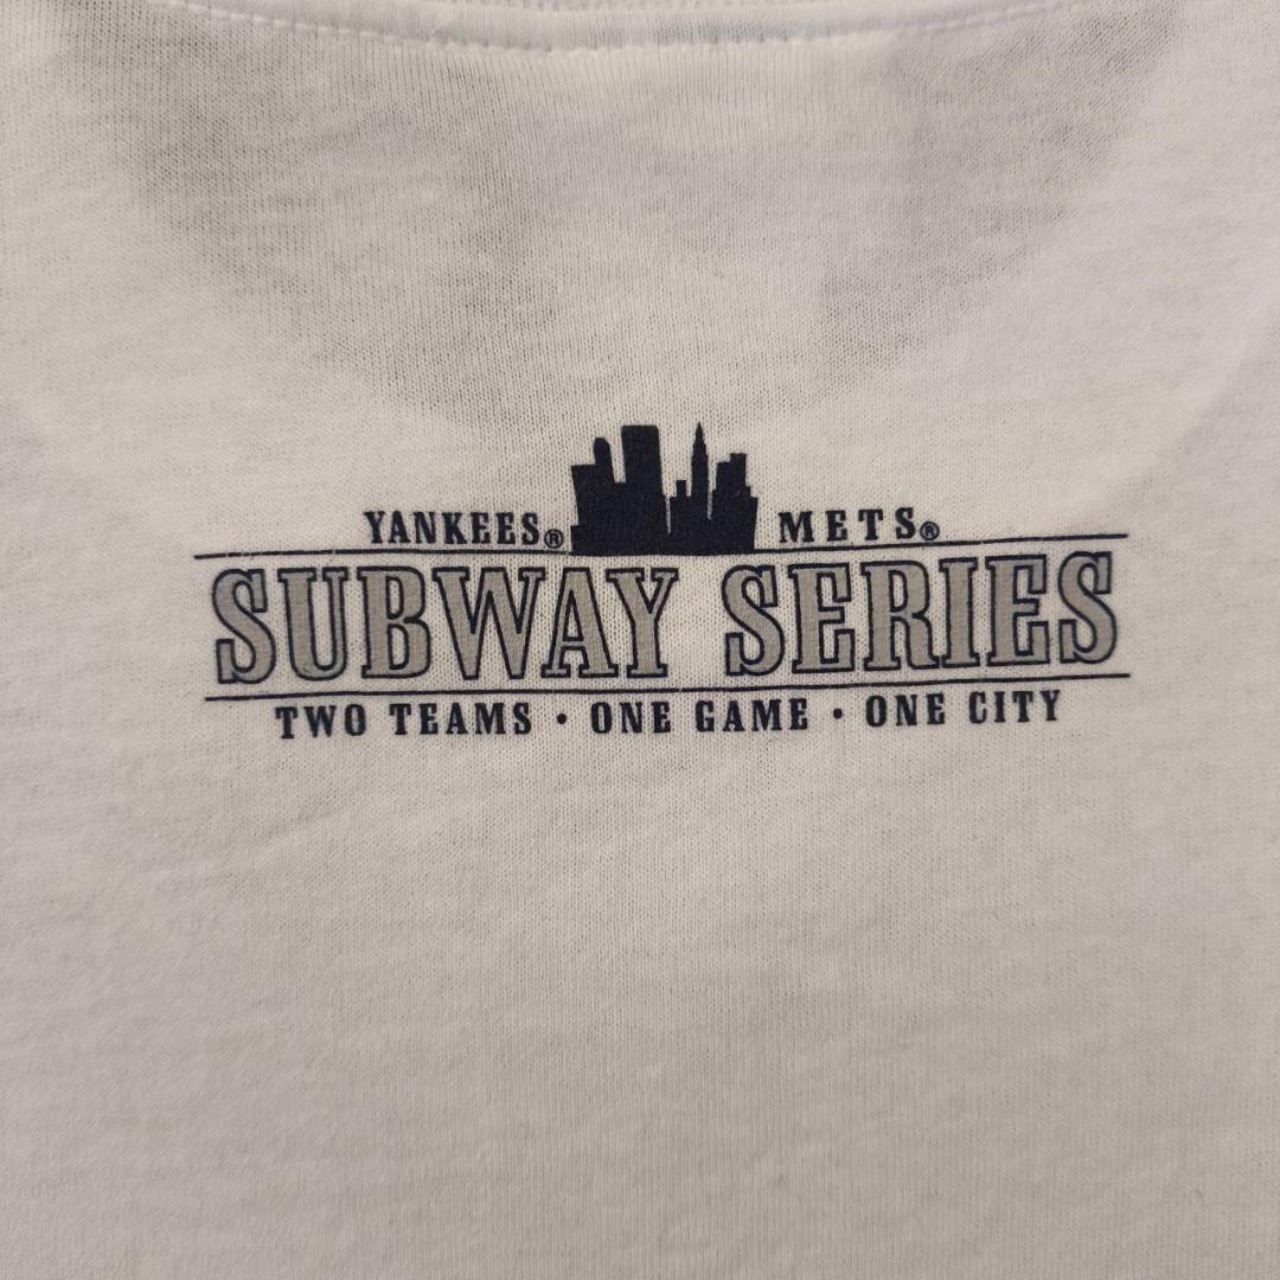 YANKEES® METS®
SUBWAY SERIES
TWO TEAMS • ONE GAME • ONE CITY